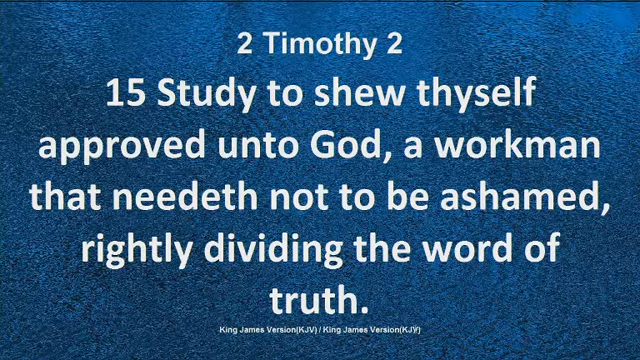 2 Timothy 2
15 Study to shew thyself
approved unto God, a workman
that needeth not to be ashamed,
rightly dividing the word of
truth.
King James Version(KJV) / King James Version(KJV)